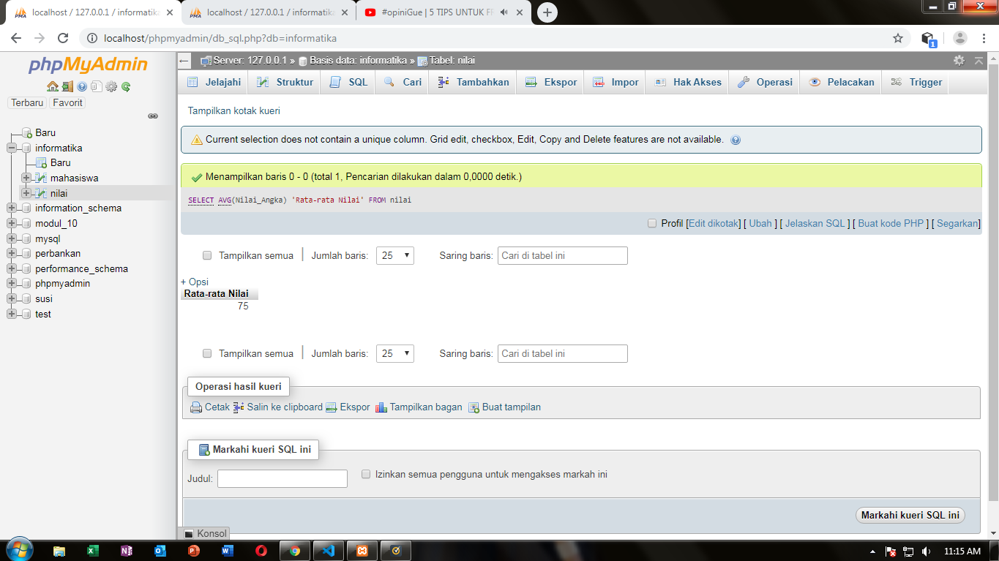 localhost / 127.0.0.1 / informatika
localhost / 127.0.0.1 / informatika
#opiniGue | 5 TIPS UNTUK FR
localhost/phpmyadmin/db_sql.php?db=informatika
1
phpMyAdmin
Terbaru Favorit
Baru
informatika
Baru
mahasiswa
nilai
information_schema
modul_10
mysql
perbankan
performance_schema
phpmyadmin
susi
test
Server: 127.0.0.1 » Basis data: informatika » Tabel: nilai
Jelajahi Struktur SQL Cari Tambahkan Ekspor Impor Hak Akses Operasi Pelacakan Trigger
Tampilkan kotak kueri
Current selection does not contain a unique column. Grid edit, checkbox, Edit, Copy and Delete features are not available.
Menampilkan baris 0 - 0 (total 1, Pencarian dilakukan dalam 0,0000 detik.)
SELECT AVG(Nilai_Angka) 'Rata-rata Nilai' FROM nilai
Profil [Edit dikotak] [ Ubah ] [ Jelaskan SQL ] [ Buat kode PHP ] [ Segarkan]
Tampilkan semua | Jumlah baris: 25 Saring baris: Cari di tabel ini
+ Opsi
Rata-rata Nilai
75
Tampilkan semua | Jumlah baris: 25 Saring baris: Cari di tabel ini
Operasi hasil kueri
Cetak Salin ke clipboard Ekspor Tampilkan bagan Buat tampilan
Markahi kueri SQL ini
Judul: Izinkan semua pengguna untuk mengakses markah ini
Markahi kueri SQL ini
Konsol
11:15 AM